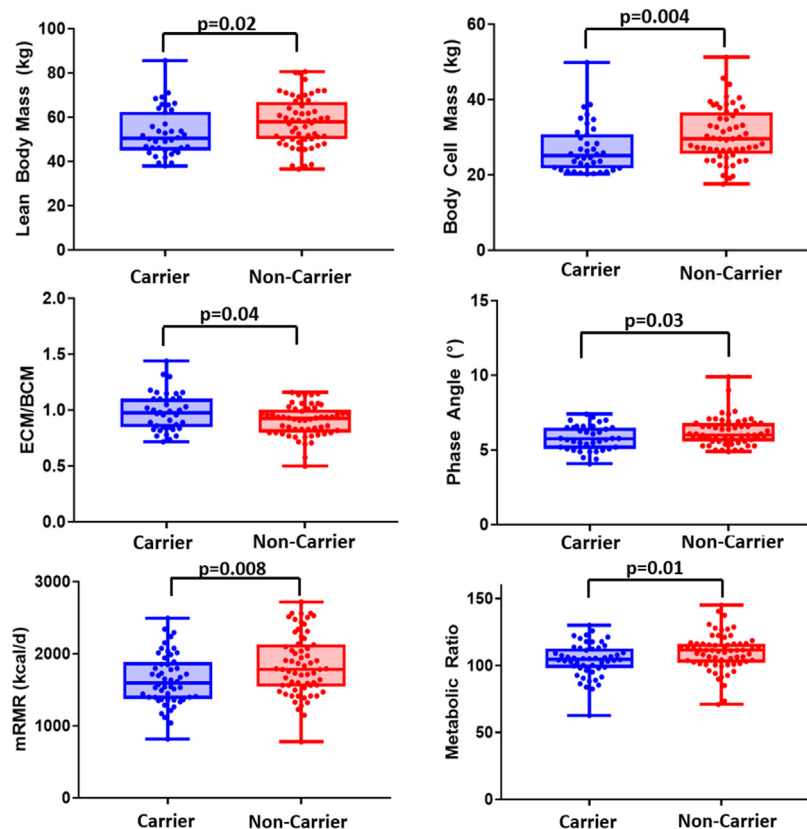 p=0.02
Lean Body Mass (kg)
100
80
60
40
20
0
Carrier Non-Carrier
p=0.004
Body Cell Mass (kg)
60
40
20
0
Carrier Non-Carrier
p=0.04
ECM/BCM
2.0
1.5
1.0
0.5
0.0
Carrier Non-Carrier
p=0.03
Phase Angle (°)
15
10
5
0
Carrier Non-Carrier
p=0.008
mRMR (kcal/d)
3000
2000
1000
0
Carrier Non-Carrier
p=0.01
Metabolic Ratio
150
100
50
0
Carrier Non-Carrier